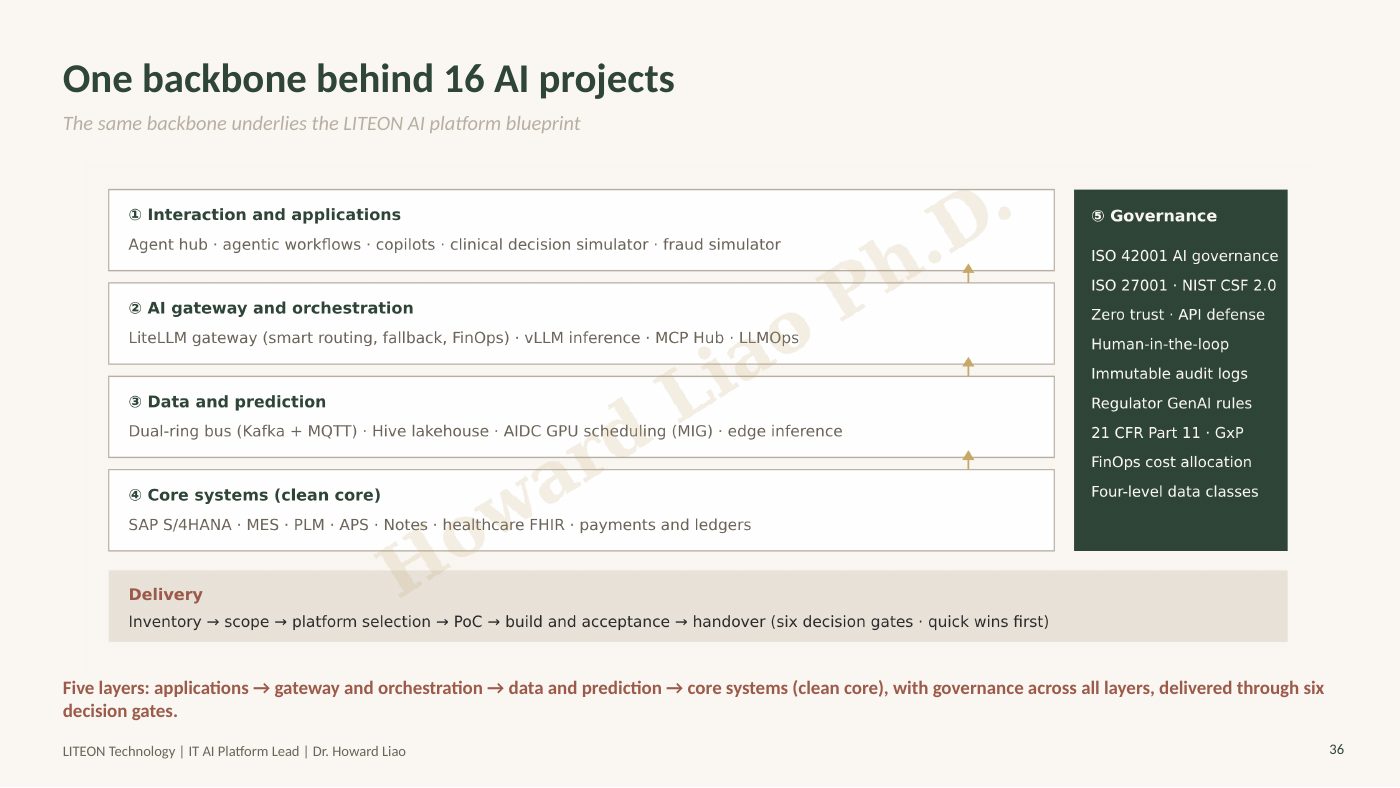 One backbone behind 16 AI projects
The same backbone underlies the LITEON AI platform blueprint
① Interaction and applications
Agent hub · agentic workflows · copilots · clinical decision simulator · fraud simulator
② AI gateway and orchestration
LiteLLM gateway (smart routing, fallback, FinOps) · vLLM inference · MCP Hub · LLMOps
③ Data and prediction
Dual-ring bus (Kafka + MQTT) · Hive lakehouse · AIDC GPU scheduling (MIG) · edge inference
④ Core systems (clean core)
SAP S/4HANA · MES · PLM · APS · Notes · healthcare FHIR · payments and ledgers
⑤ Governance
ISO 42001 AI governance
ISO 27001 · NIST CSF 2.0
Zero trust · API defense
Human-in-the-loop
Immutable audit logs
Regulator GenAI rules
21 CFR Part 11 · GxP
FinOps cost allocation
Four-level data classes
Howard Liao Ph.D.
Delivery
Inventory → scope → platform selection → PoC → build and acceptance → handover (six decision gates · quick wins first)
Five layers: applications → gateway and orchestration → data and prediction → core systems (clean core), with governance across all layers, delivered through six
decision gates.
LITEON Technology | IT AI Platform Lead | Dr. Howard Liao
36